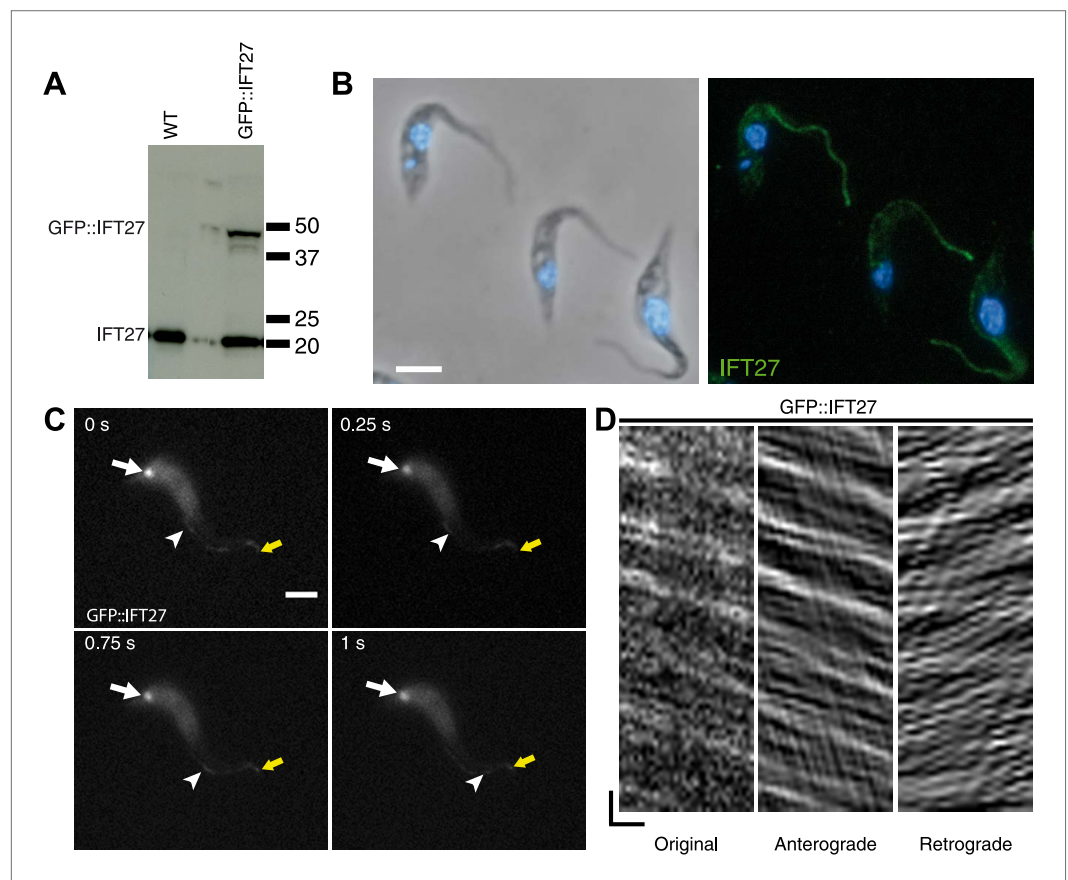 A
WT
GFP::IFT27
GFP::IFT27
50
37
25
IFT27
20
B
IFT27
C
0 s
0.25 s
GFP::IFT27
0.75 s
1 s
D
GFP::IFT27
Original
Anterograde
Retrograde